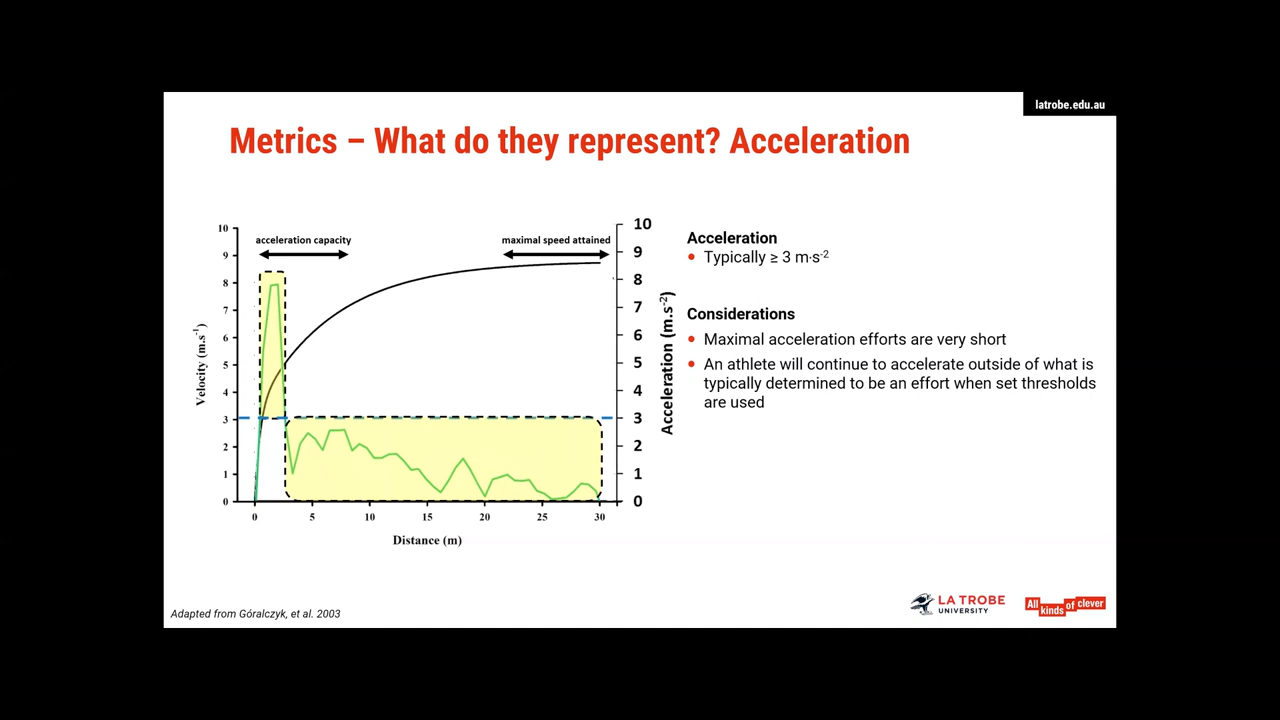 latrobe.edu.au
Metrics – What do they represent? Acceleration
acceleration capacity
maximal speed attained
10
9
8
7
6
5
4
3
2
1
0
Velocity (m.s-1)
0 5 10 15 20 25 30
Distance (m)
10
9
8
7
6
5
4
3
2
1
0
Acceleration (m.s-2)
Acceleration
• Typically ≥ 3 m·s-2
Considerations
• Maximal acceleration efforts are very short
• An athlete will continue to accelerate outside of what is
typically determined to be an effort when set thresholds
are used
Adapted from Góralczyk, et al. 2003
LA TROBE
UNIVERSITY
All kinds of clever